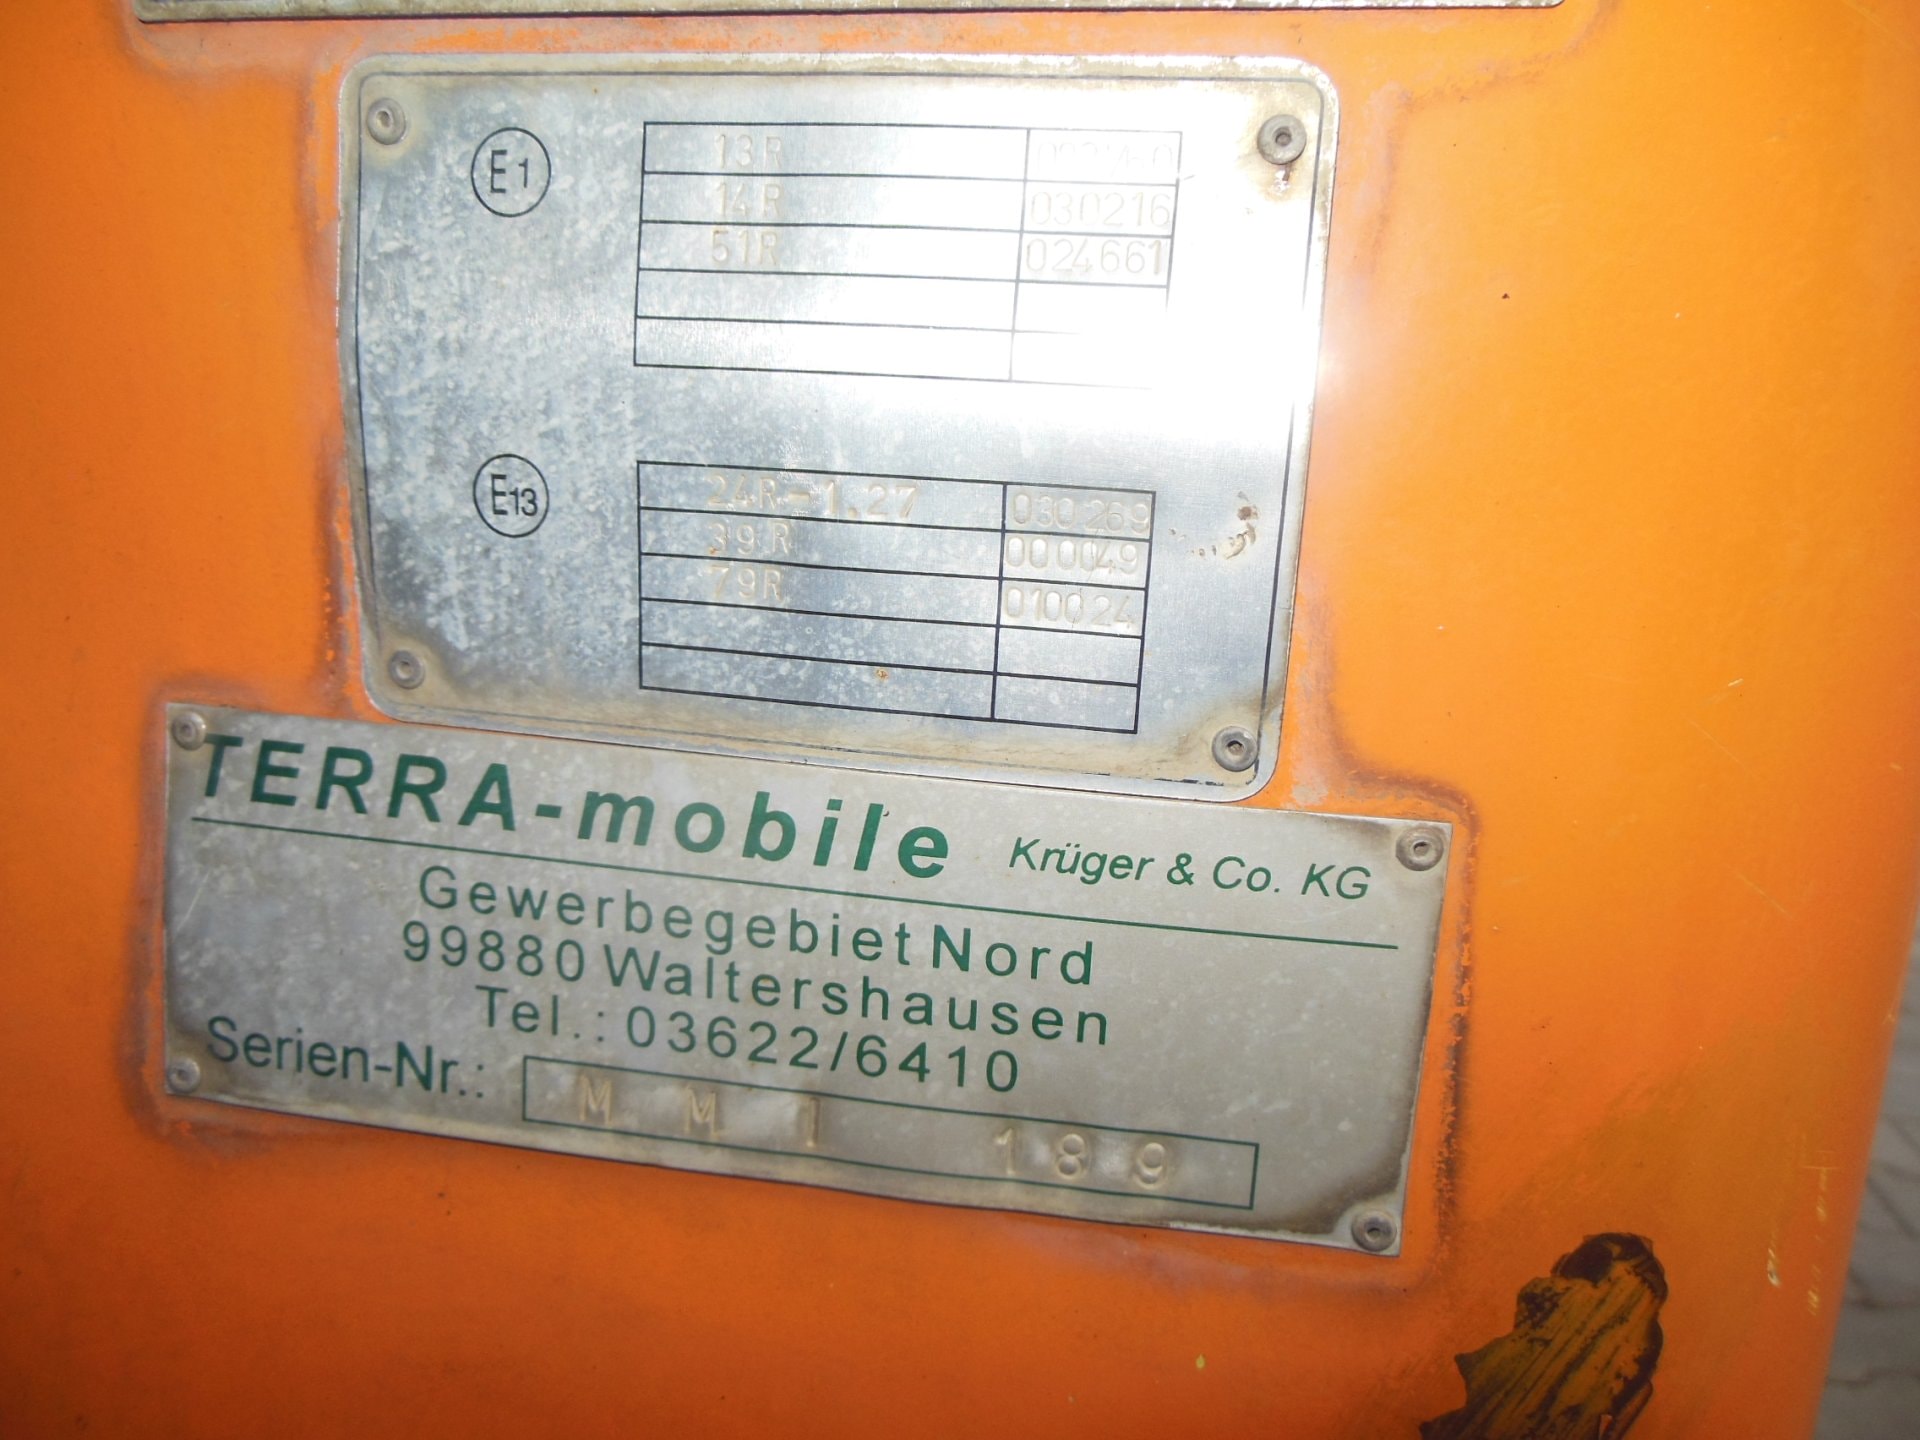 E1
13R
14R 030216
51R 024661
E13
24R-1.27 030269
39R 000049
79R 010024
TERRA-mobile Krüger & Co. KG
Gewerbegebiet Nord
99880 Waltershausen
Tel.: 03622/6410
Serien-Nr.: MM1 189